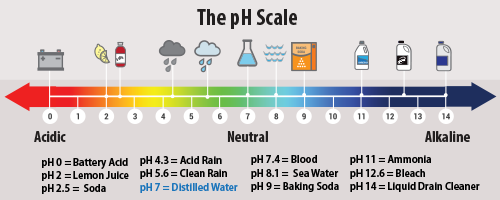 The pH Scale
0 1 2 3 4 5 6 7 8 9 10 11 12 13 14
Acidic Neutral Alkaline
pH 0 = Battery Acid
pH 2 = Lemon Juice
pH 2.5 = Soda
pH 4.3 = Acid Rain
pH 5.6 = Clean Rain
pH 7 = Distilled Water
pH 7.4 = Blood
pH 8.1 = Sea Water
pH 9 = Baking Soda
pH 11 = Ammonia
pH 12.6 = Bleach
pH 14 = Liquid Drain Cleaner